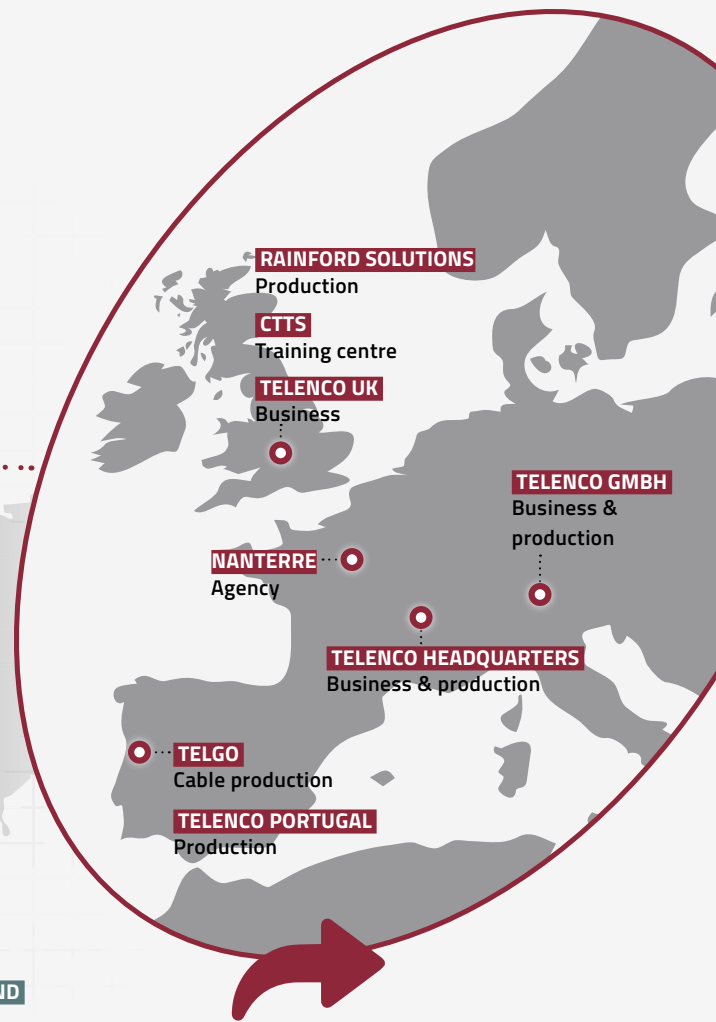 RAINFORD SOLUTIONS
Production
CTTS
Training centre
TELENCO UK
Business
TELENCO GMBH
Business &
production
NANTERRE
Agency
TELENCO HEADQUARTERS
Business & production
TELGO
Cable production
TELENCO PORTUGAL
Production